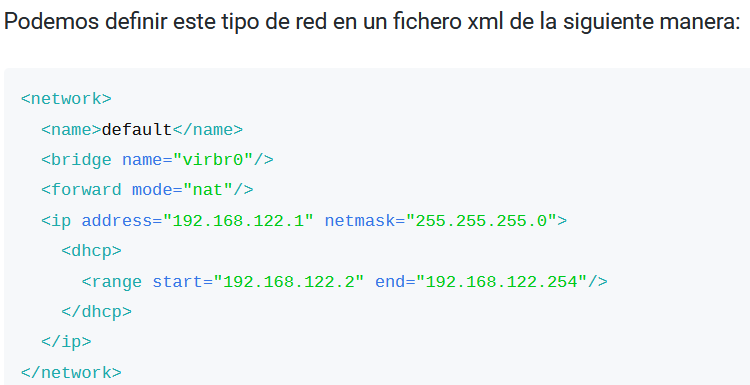 Podemos definir este tipo de red en un fichero xml de la siguiente manera:
<network>
  <name>default</name>
  <bridge name="virbr0"/>
  <forward mode="nat"/>
  <ip address="192.168.122.1" netmask="255.255.255.0">
    <dhcp>
      <range start="192.168.122.2" end="192.168.122.254"/>
    </dhcp>
  </ip>
</network>